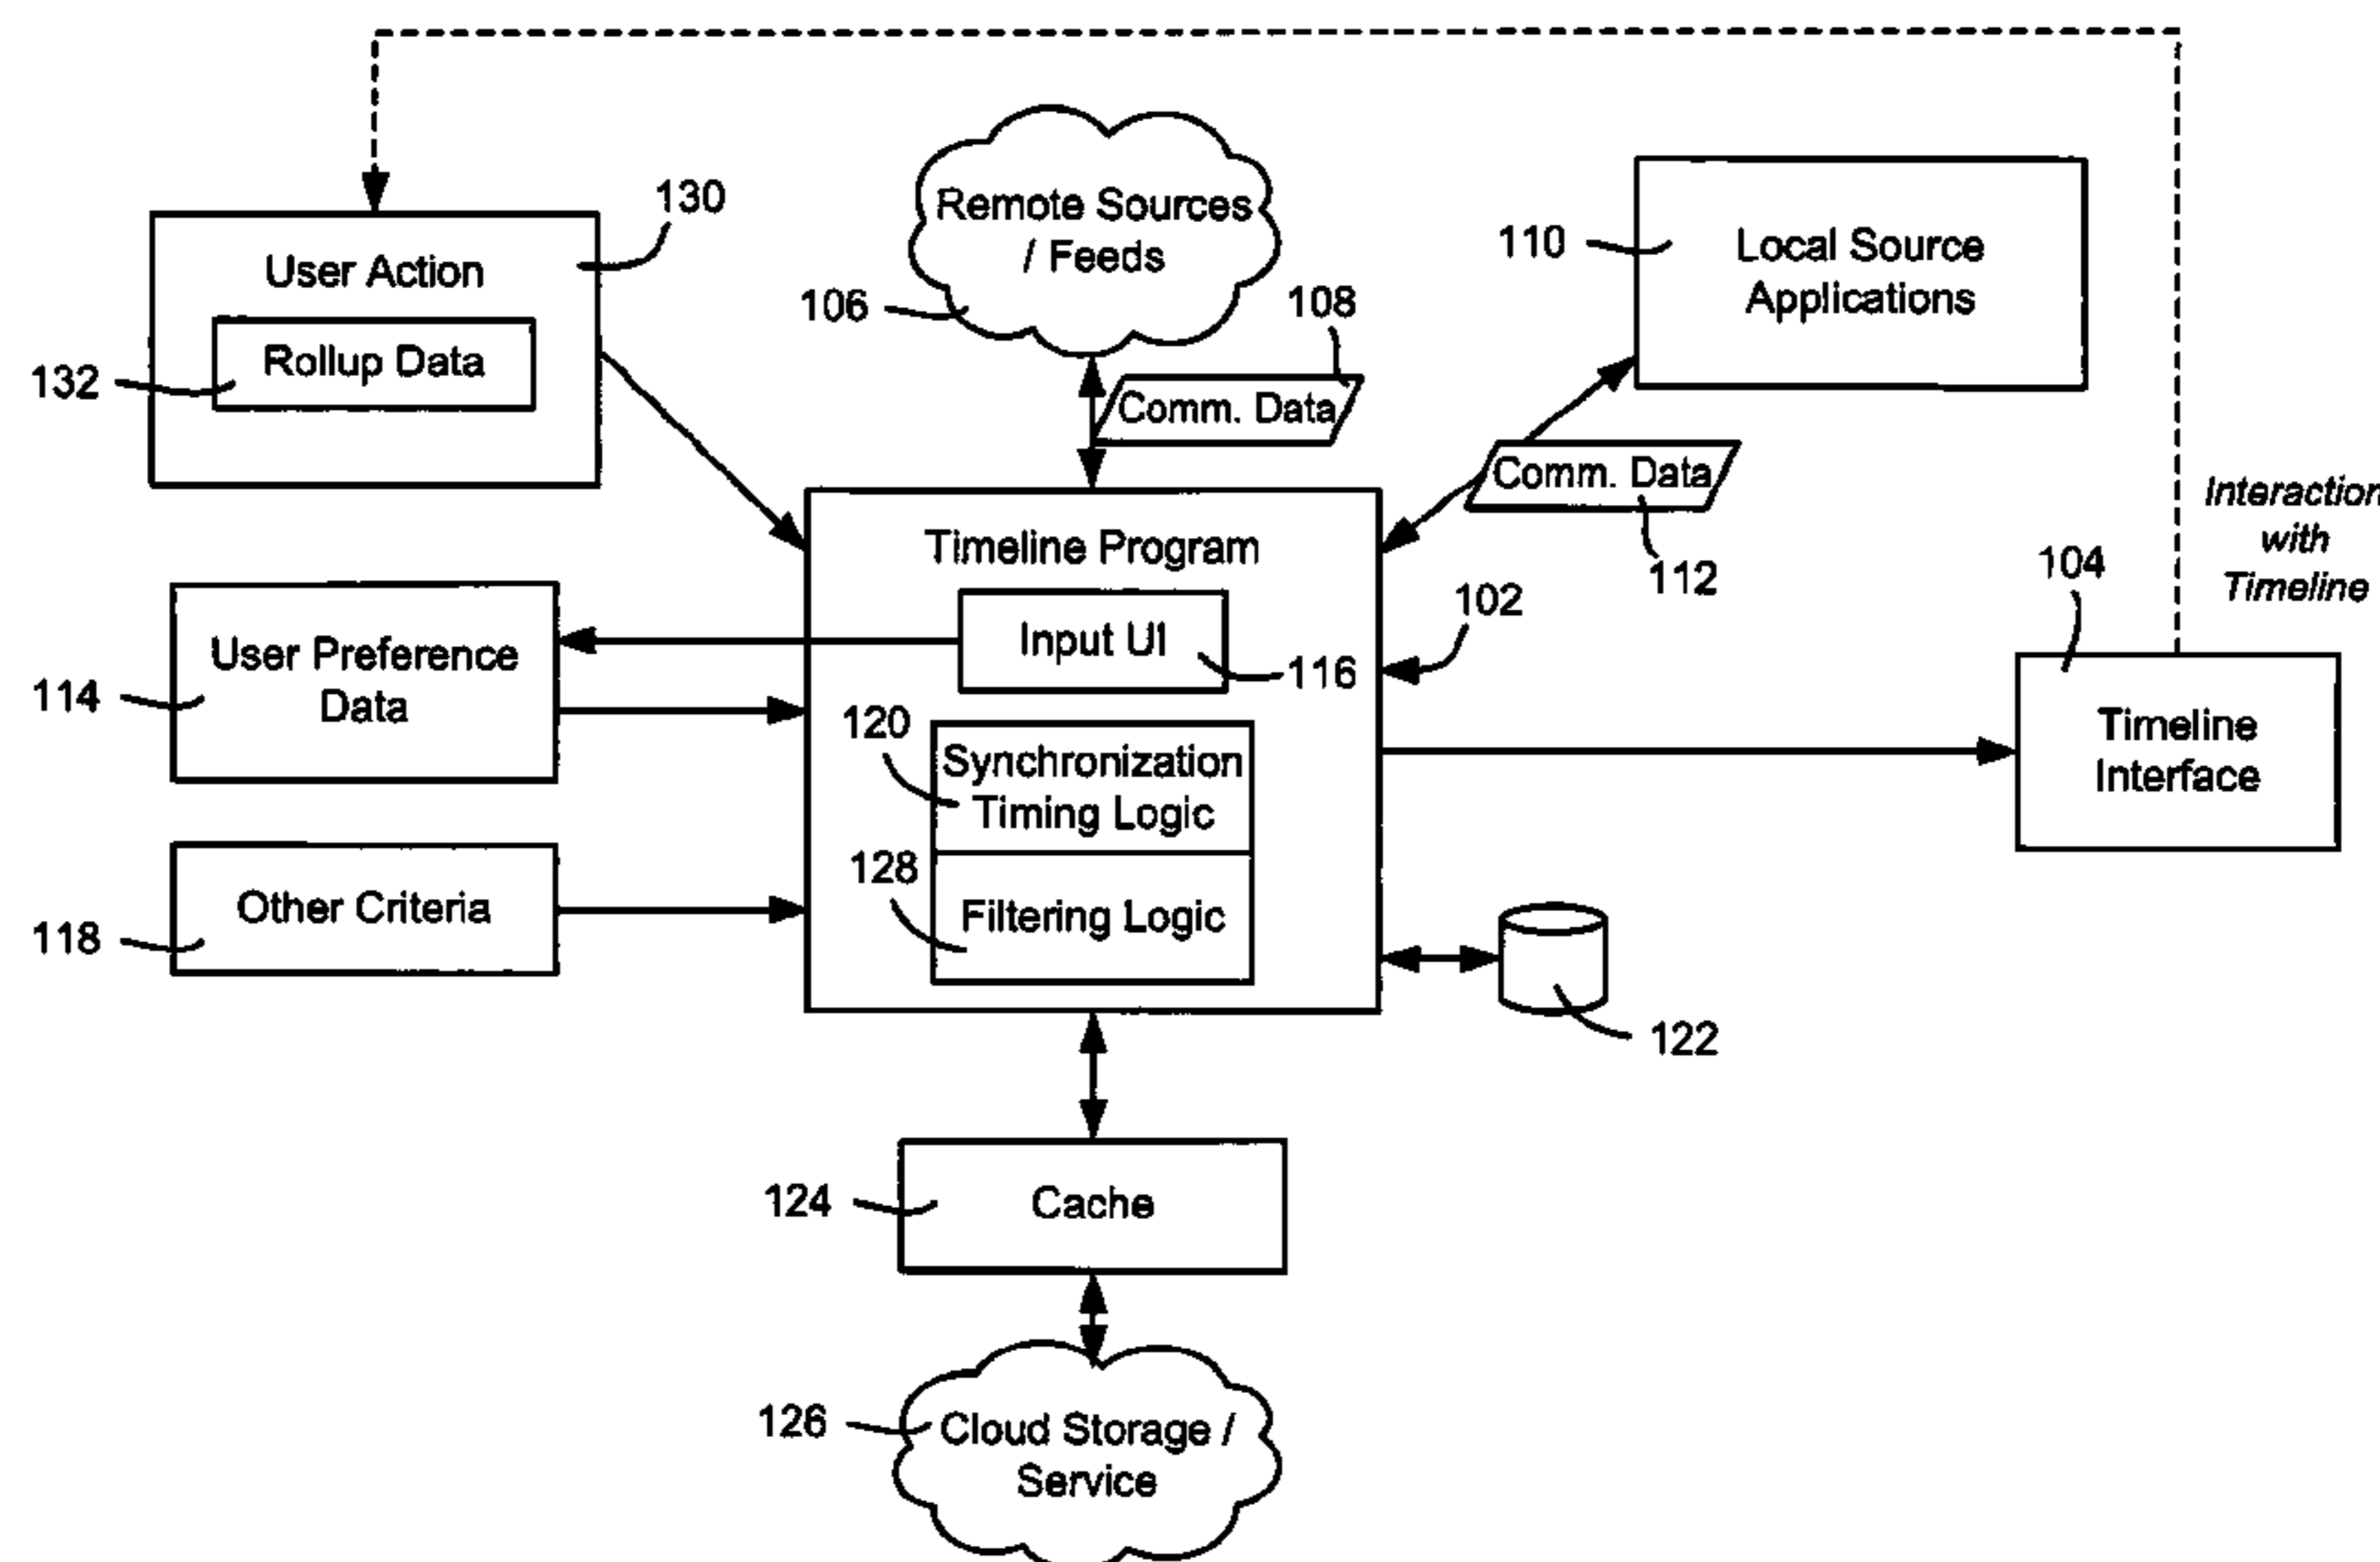 130
User Action
Rollup Data
132
Remote Sources
/ Feeds
106
108
Comm. Data
110
Local Source
Applications
Comm. Data
112
Interaction
with
Timeline
Timeline Program
102
104
Input UI
116
User Preference
Data
114
120
Synchronization
Timing Logic
Timeline
Interface
128
Filtering Logic
Other Criteria
118
122
124
Cache
126
Cloud Storage /
Service